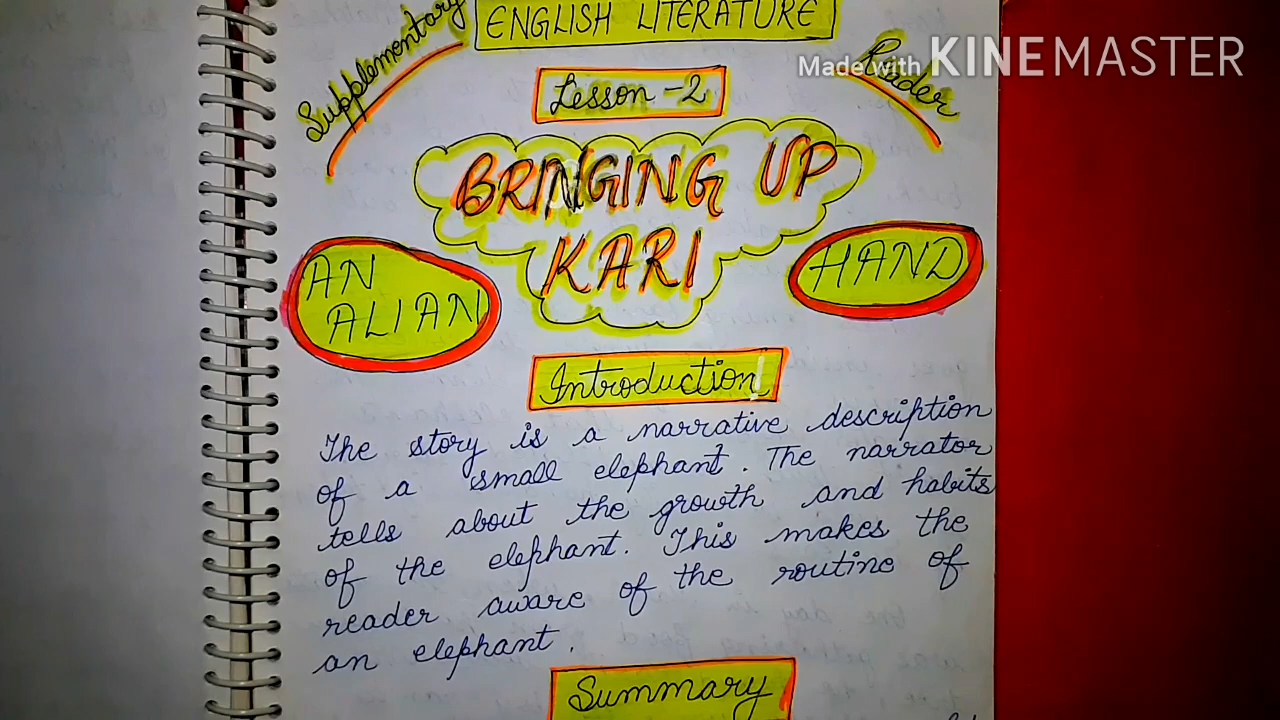 ENGLISH LITERATURE
Supplementary
Reader
Made with KINEMASTER
Lesson -2
BRINGING UP
KARI
AN
ALIAN
HAND
Introduction
The story is a narrative description
of a small elephant. The narrator
tells about the growth and habits
of the elephant. This makes the
reader aware of the routine of
an elephant.
Summary